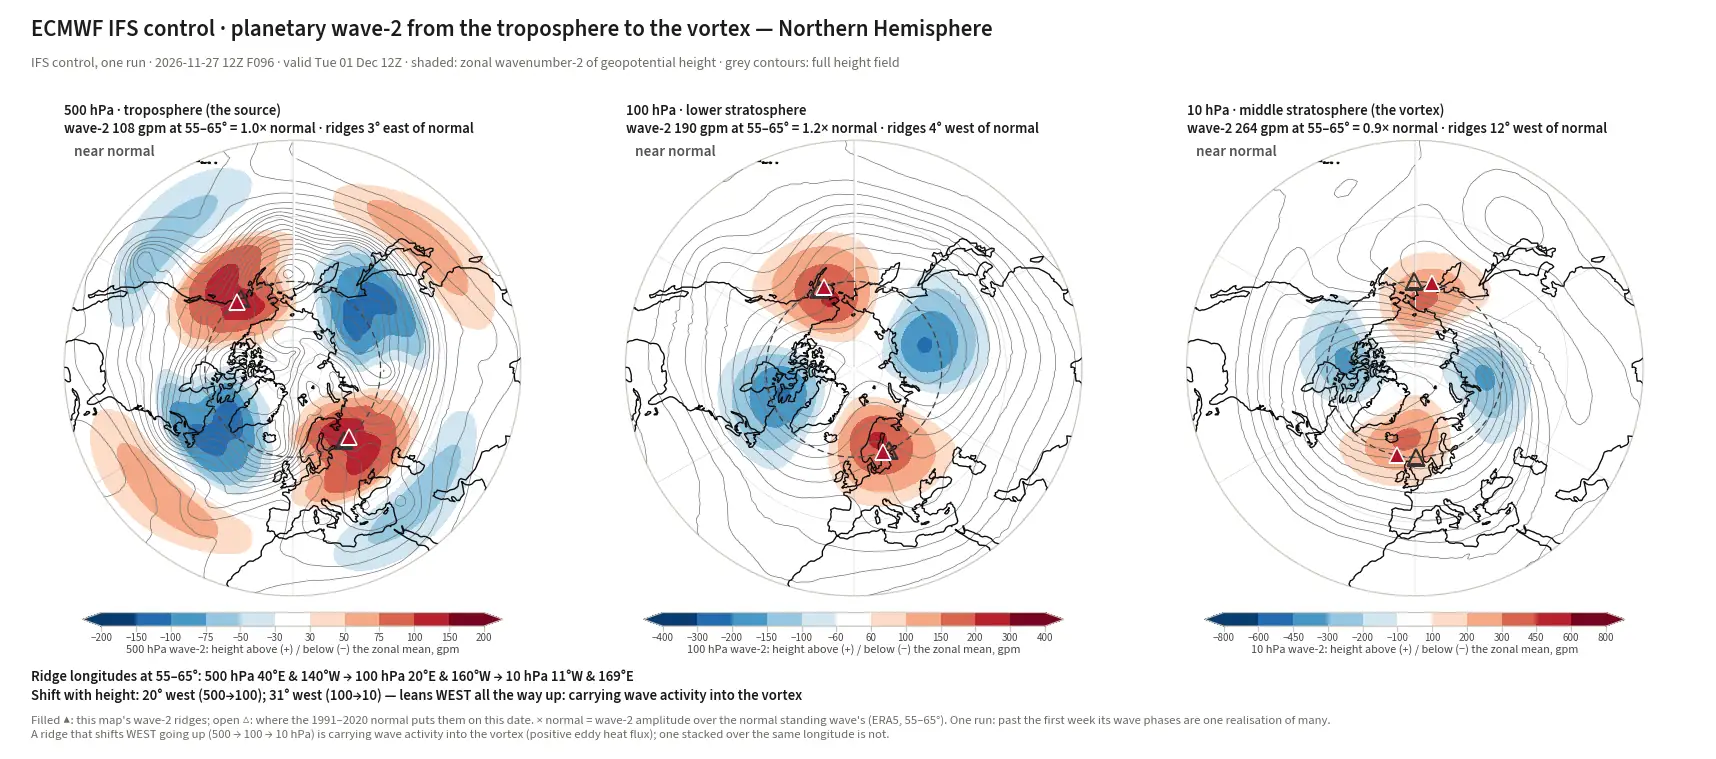 ECMWF IFS control · planetary wave-2 from the troposphere to the vortex — Northern Hemisphere
IFS control, one run · 2026-11-27 12Z F096 · valid Tue 01 Dec 12Z · shaded: zonal wavenumber-2 of geopotential height · grey contours: full height field
500 hPa · troposphere (the source)
wave-2 108 gpm at 55–65° = 1.0× normal · ridges 3° east of normal
near normal
100 hPa · lower stratosphere
wave-2 190 gpm at 55–65° = 1.2× normal · ridges 4° west of normal
near normal
10 hPa · middle stratosphere (the vortex)
wave-2 264 gpm at 55–65° = 0.9× normal · ridges 12° west of normal
near normal
−200 −150 −100 −75 −50 −30 30 50 75 100 150 200
500 hPa wave-2: height above (+) / below (−) the zonal mean, gpm
−400 −300 −200 −150 −100 −60 60 100 150 200 300 400
100 hPa wave-2: height above (+) / below (−) the zonal mean, gpm
−800 −600 −450 −300 −200 −100 100 200 300 450 600 800
10 hPa wave-2: height above (+) / below (−) the zonal mean, gpm
Ridge longitudes at 55–65°: 500 hPa 40°E & 140°W → 100 hPa 20°E & 160°W → 10 hPa 11°W & 169°E
Shift with height: 20° west (500→100); 31° west (100→10) — leans WEST all the way up: carrying wave activity into the vortex
Filled ▲: this map's wave-2 ridges; open △: where the 1991–2020 normal puts them on this date. × normal = wave-2 amplitude over the normal standing wave's (ERA5, 55–65°). One run: past the first week its wave phases are one realisation of many.
A ridge that shifts WEST going up (500 → 100 → 10 hPa) is carrying wave activity into the vortex (positive eddy heat flux); one stacked over the same longitude is not.